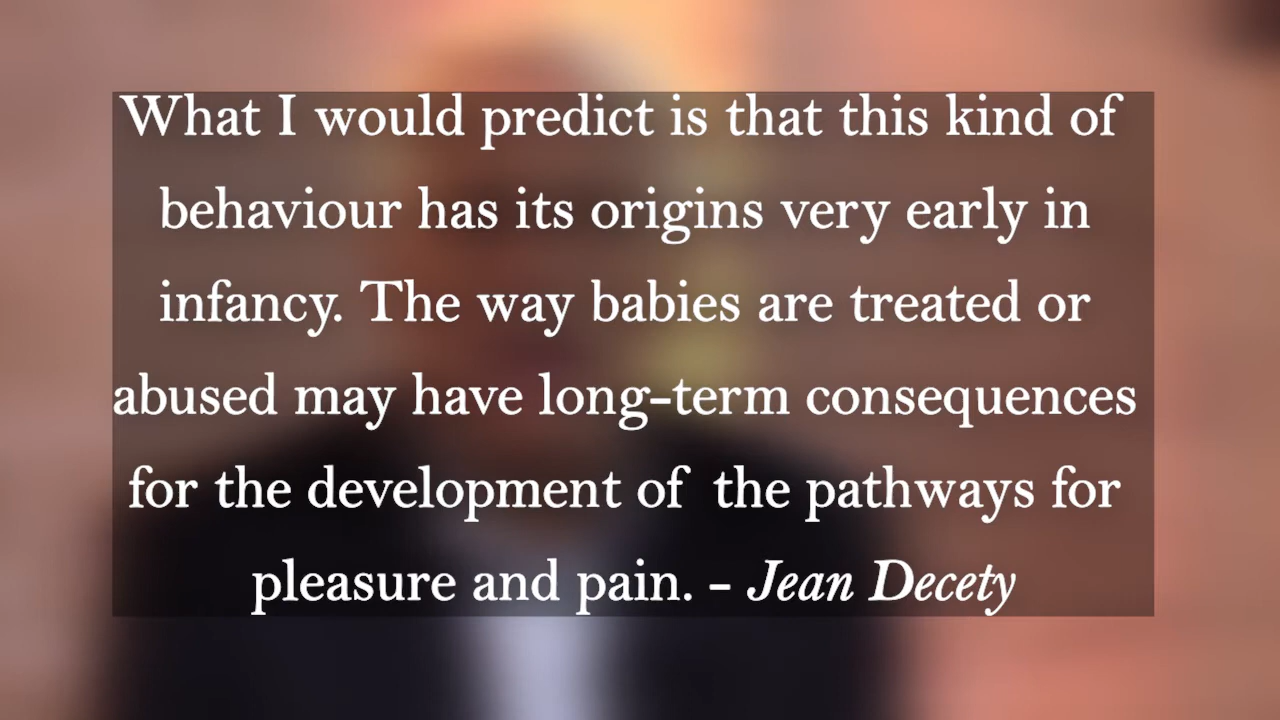 What I would predict is that this kind of
behaviour has its origins very early in
infancy. The way babies are treated or
abused may have long-term consequences
for the development of the pathways for
pleasure and pain. - Jean Decety